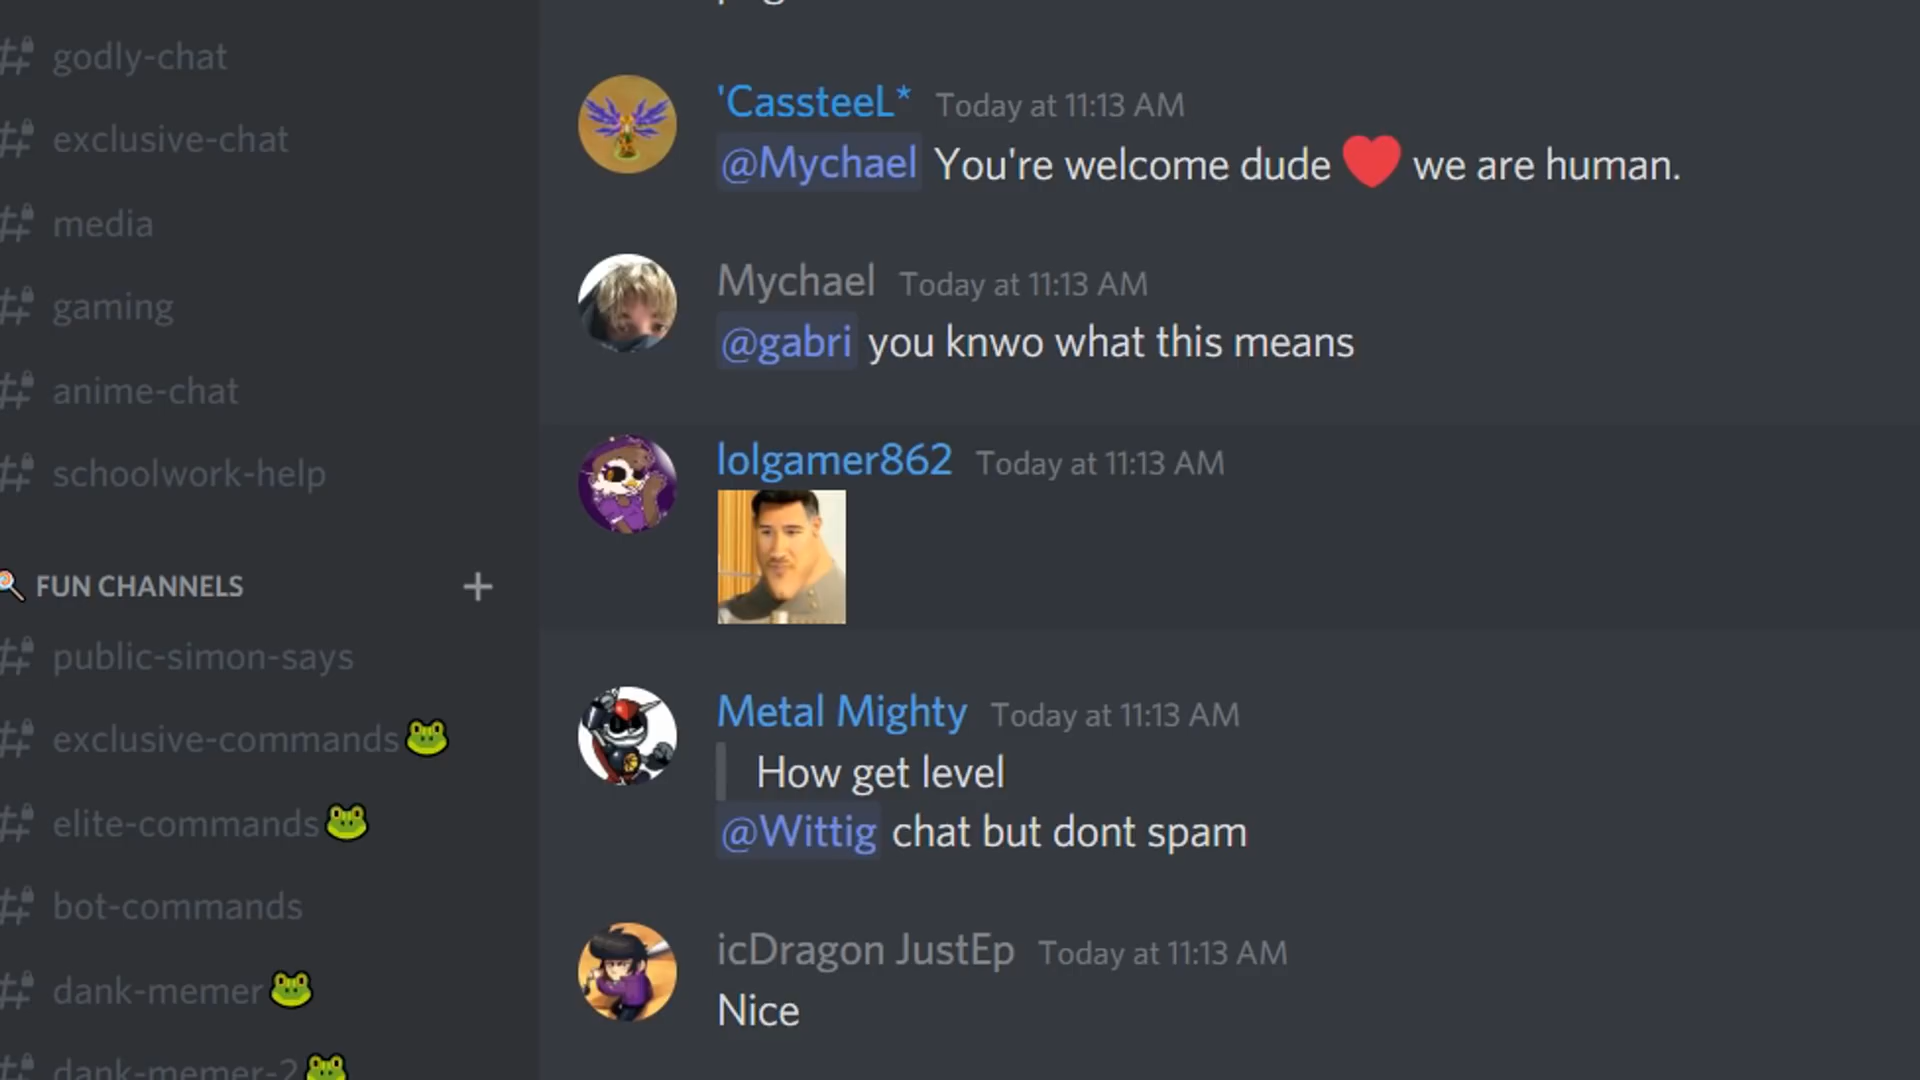 godly-chat
exclusive-chat
media
gaming
anime-chat
schoolwork-help
FUN CHANNELS
public-simon-says
exclusive-commands
elite-commands
bot-commands
dank-memer
dank-memer-2
'CassteeL* Today at 11:13 AM
@Mychael You're welcome dude ❤ we are human.
Mychael Today at 11:13 AM
@gabri you knwo what this means
lolgamer862 Today at 11:13 AM
Metal Mighty Today at 11:13 AM
How get level
@Wittig chat but dont spam
icDragon JustEp Today at 11:13 AM
Nice